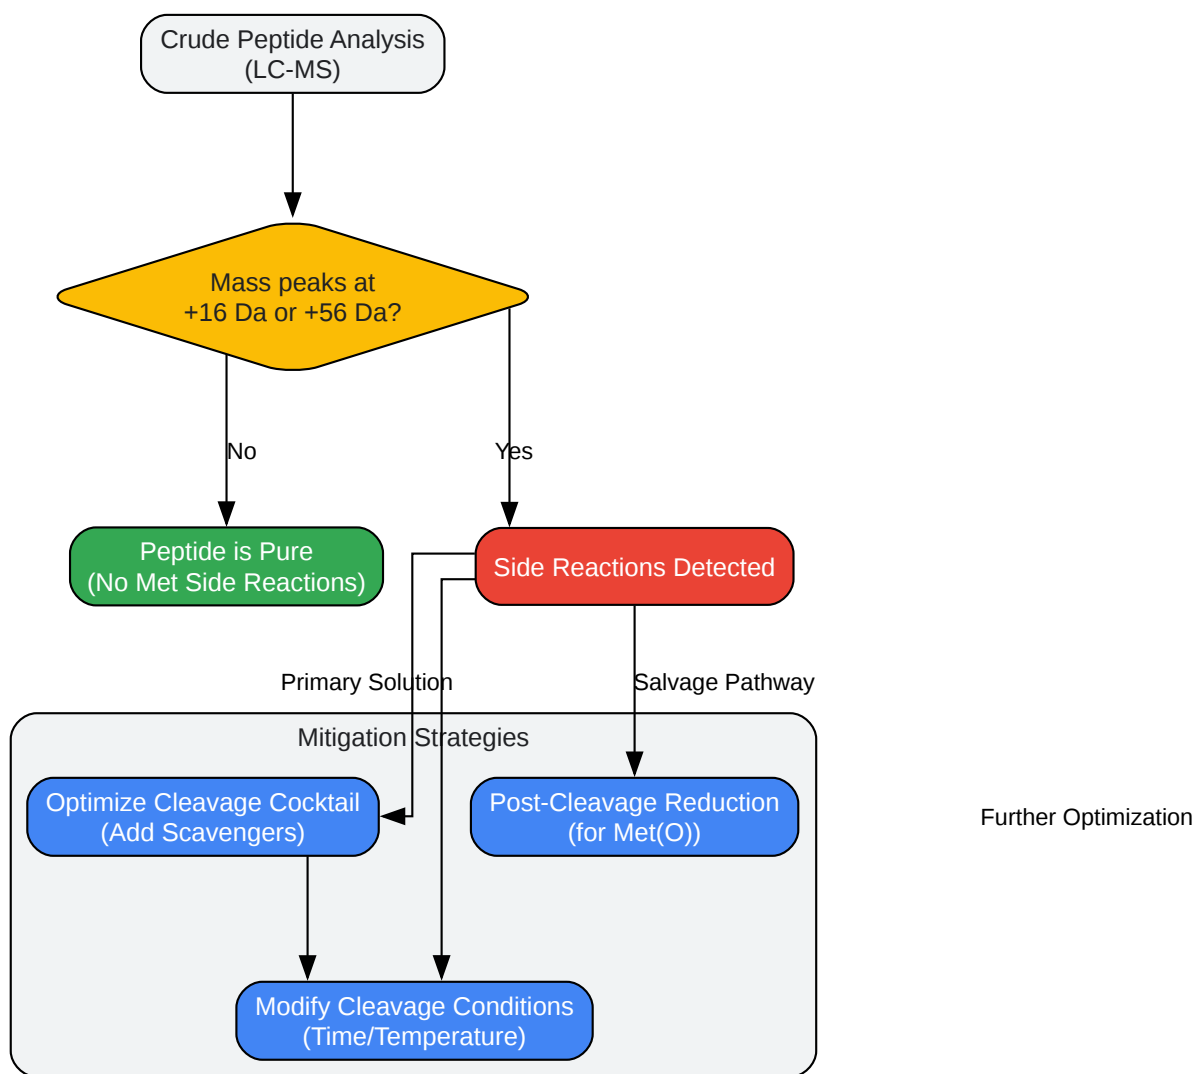 Crude Peptide Analysis
(LC-MS)
Mass peaks at
+16 Da or +56 Da?
No
Yes
Peptide is Pure
(No Met Side Reactions)
Side Reactions Detected
Primary Solution
Salvage Pathway
Mitigation Strategies
Optimize Cleavage Cocktail
(Add Scavengers)
Post-Cleavage Reduction
(for Met(O))
Further Optimization
Modify Cleavage Conditions
(Time/Temperature)